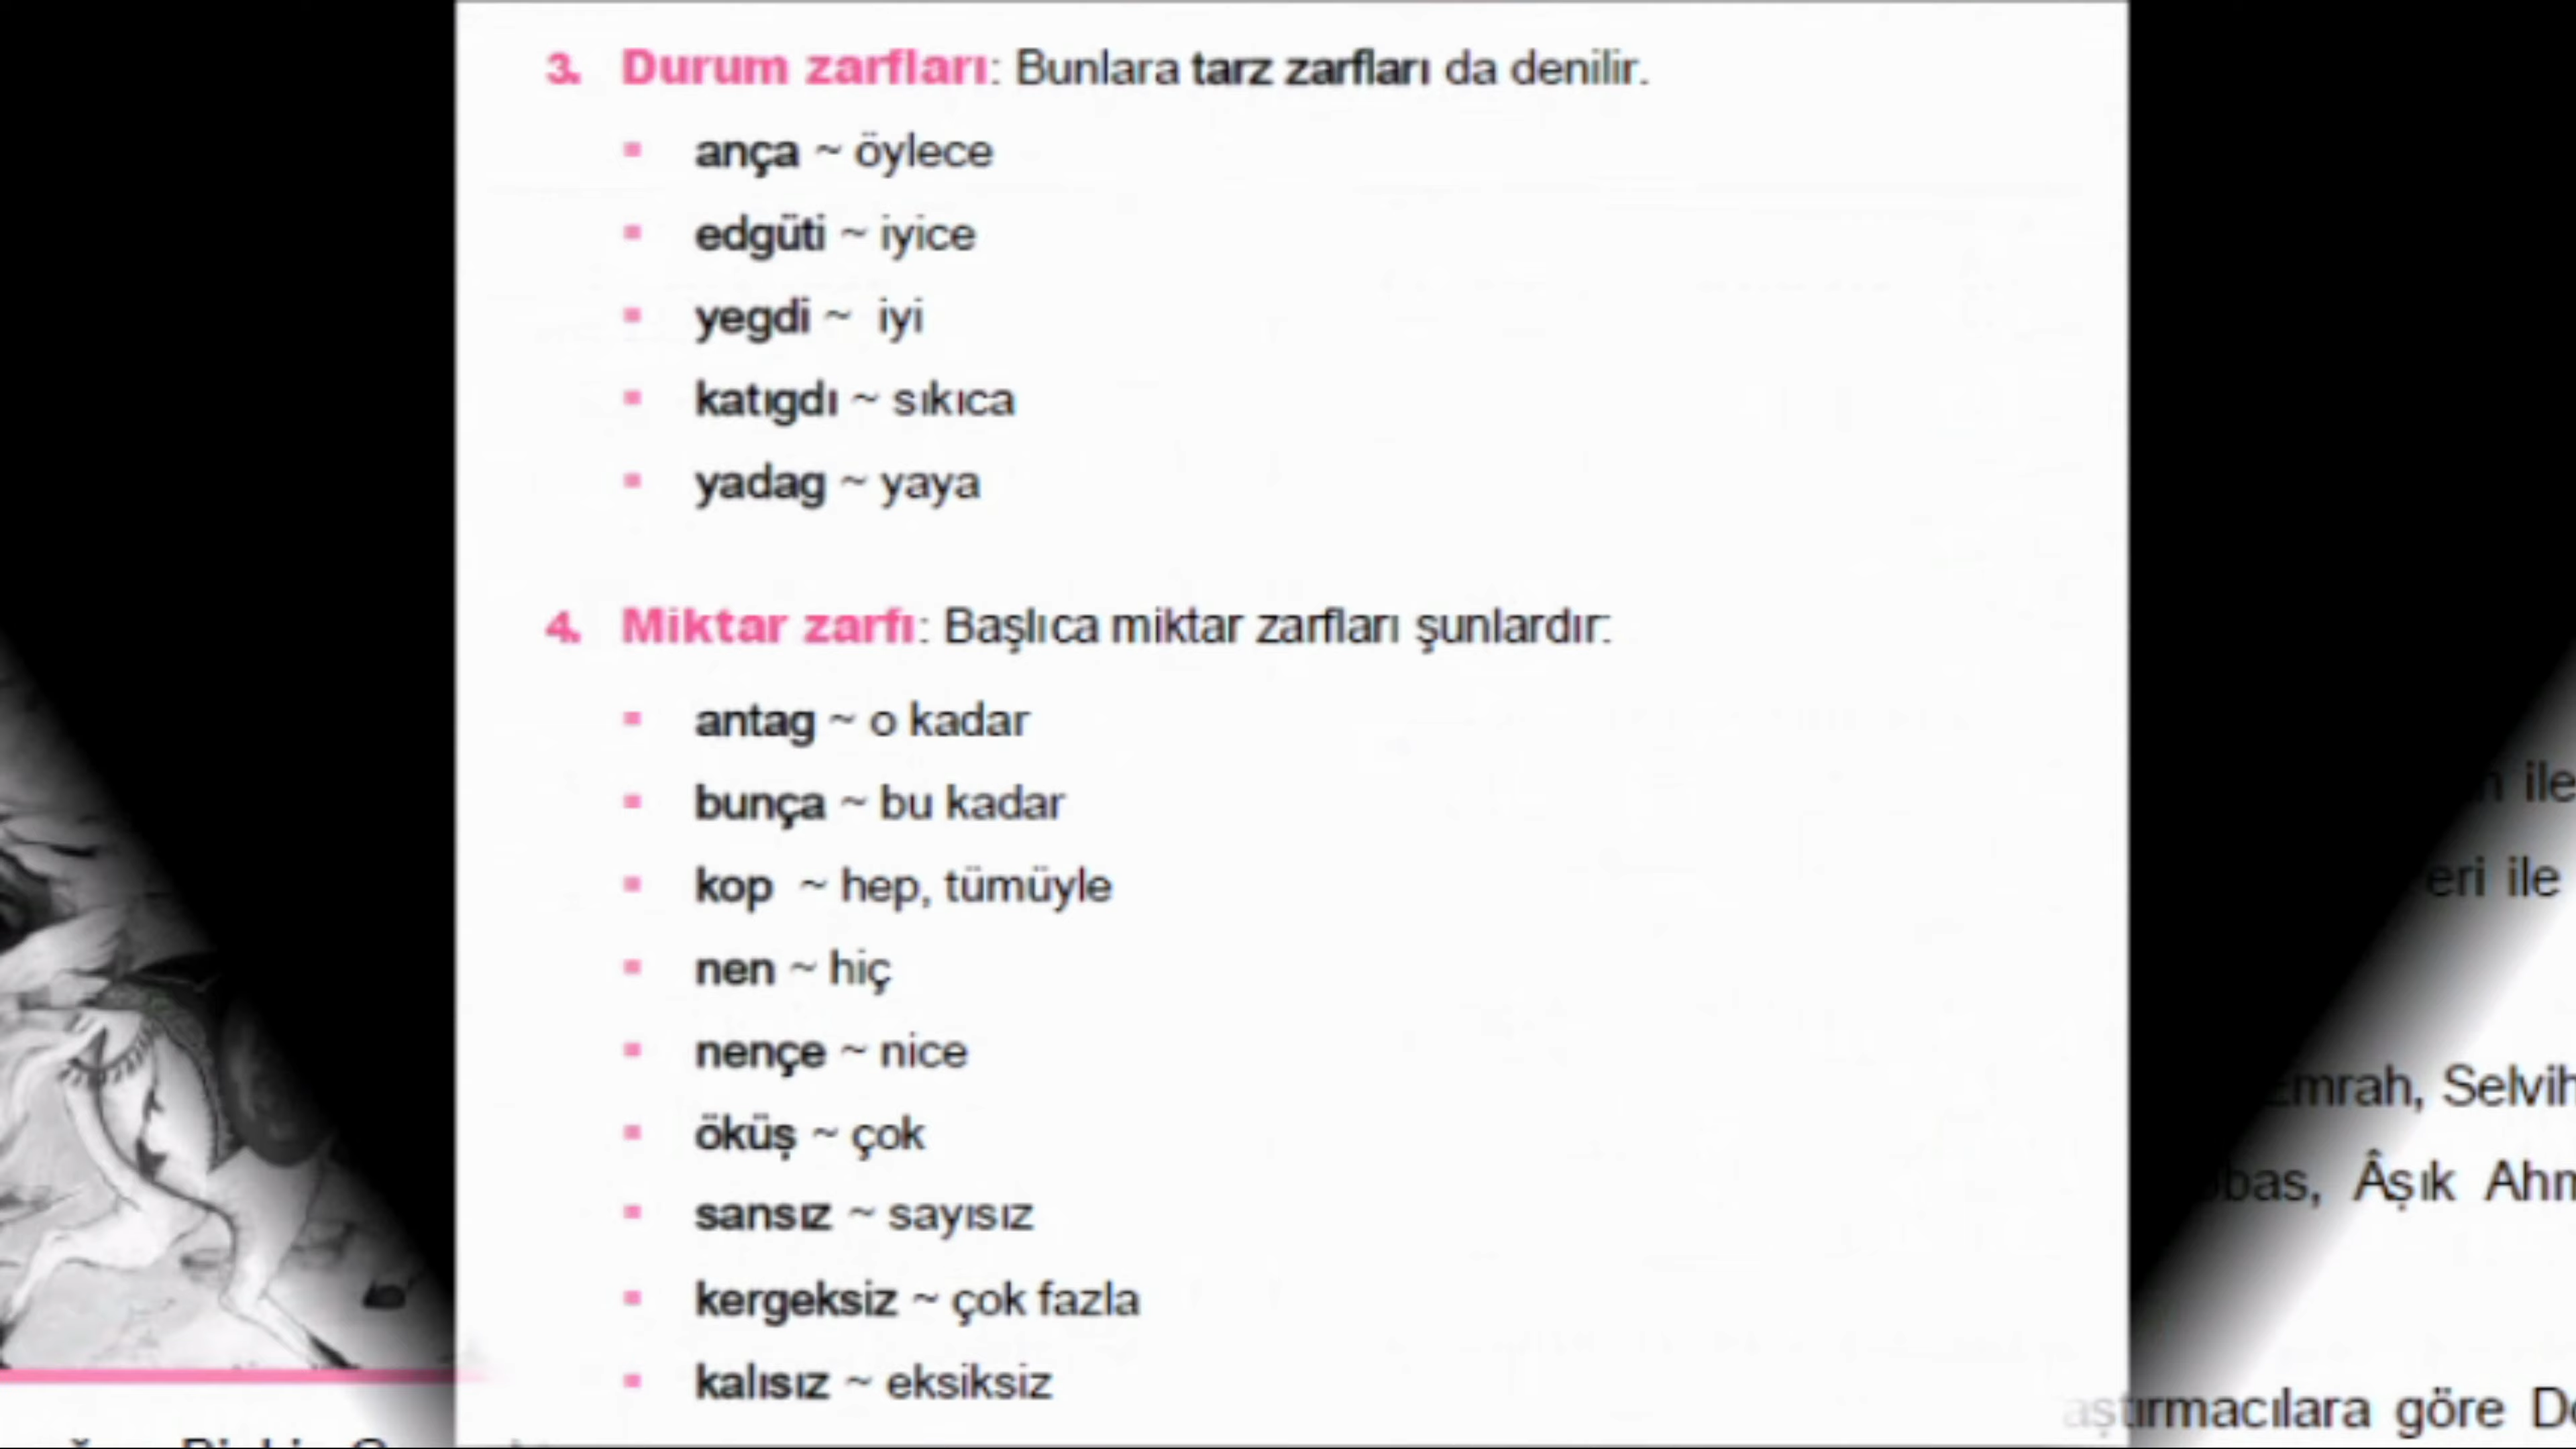 3. Durum zarfları: Bunlara tarz zarfları da denilir.
▪ ança ~ öylece
▪ edgüti ~ iyice
▪ yegdi ~ iyi
▪ katıgdı ~ sıkıca
▪ yadag ~ yaya
4. Miktar zarfı: Başlıca miktar zarfları şunlardır:
▪ antag ~ o kadar
▪ bunça ~ bu kadar
▪ kop ~ hep, tümüyle
▪ nen ~ hiç
▪ nençe ~ nice
▪ öküş ~ çok
▪ sansız ~ sayısız
▪ kergeksiz ~ çok fazla
▪ kalısız ~ eksiksiz
ile
eri ile
Emrah, Selvih
bas, Âşık Ahm
aştırmacılara göre De